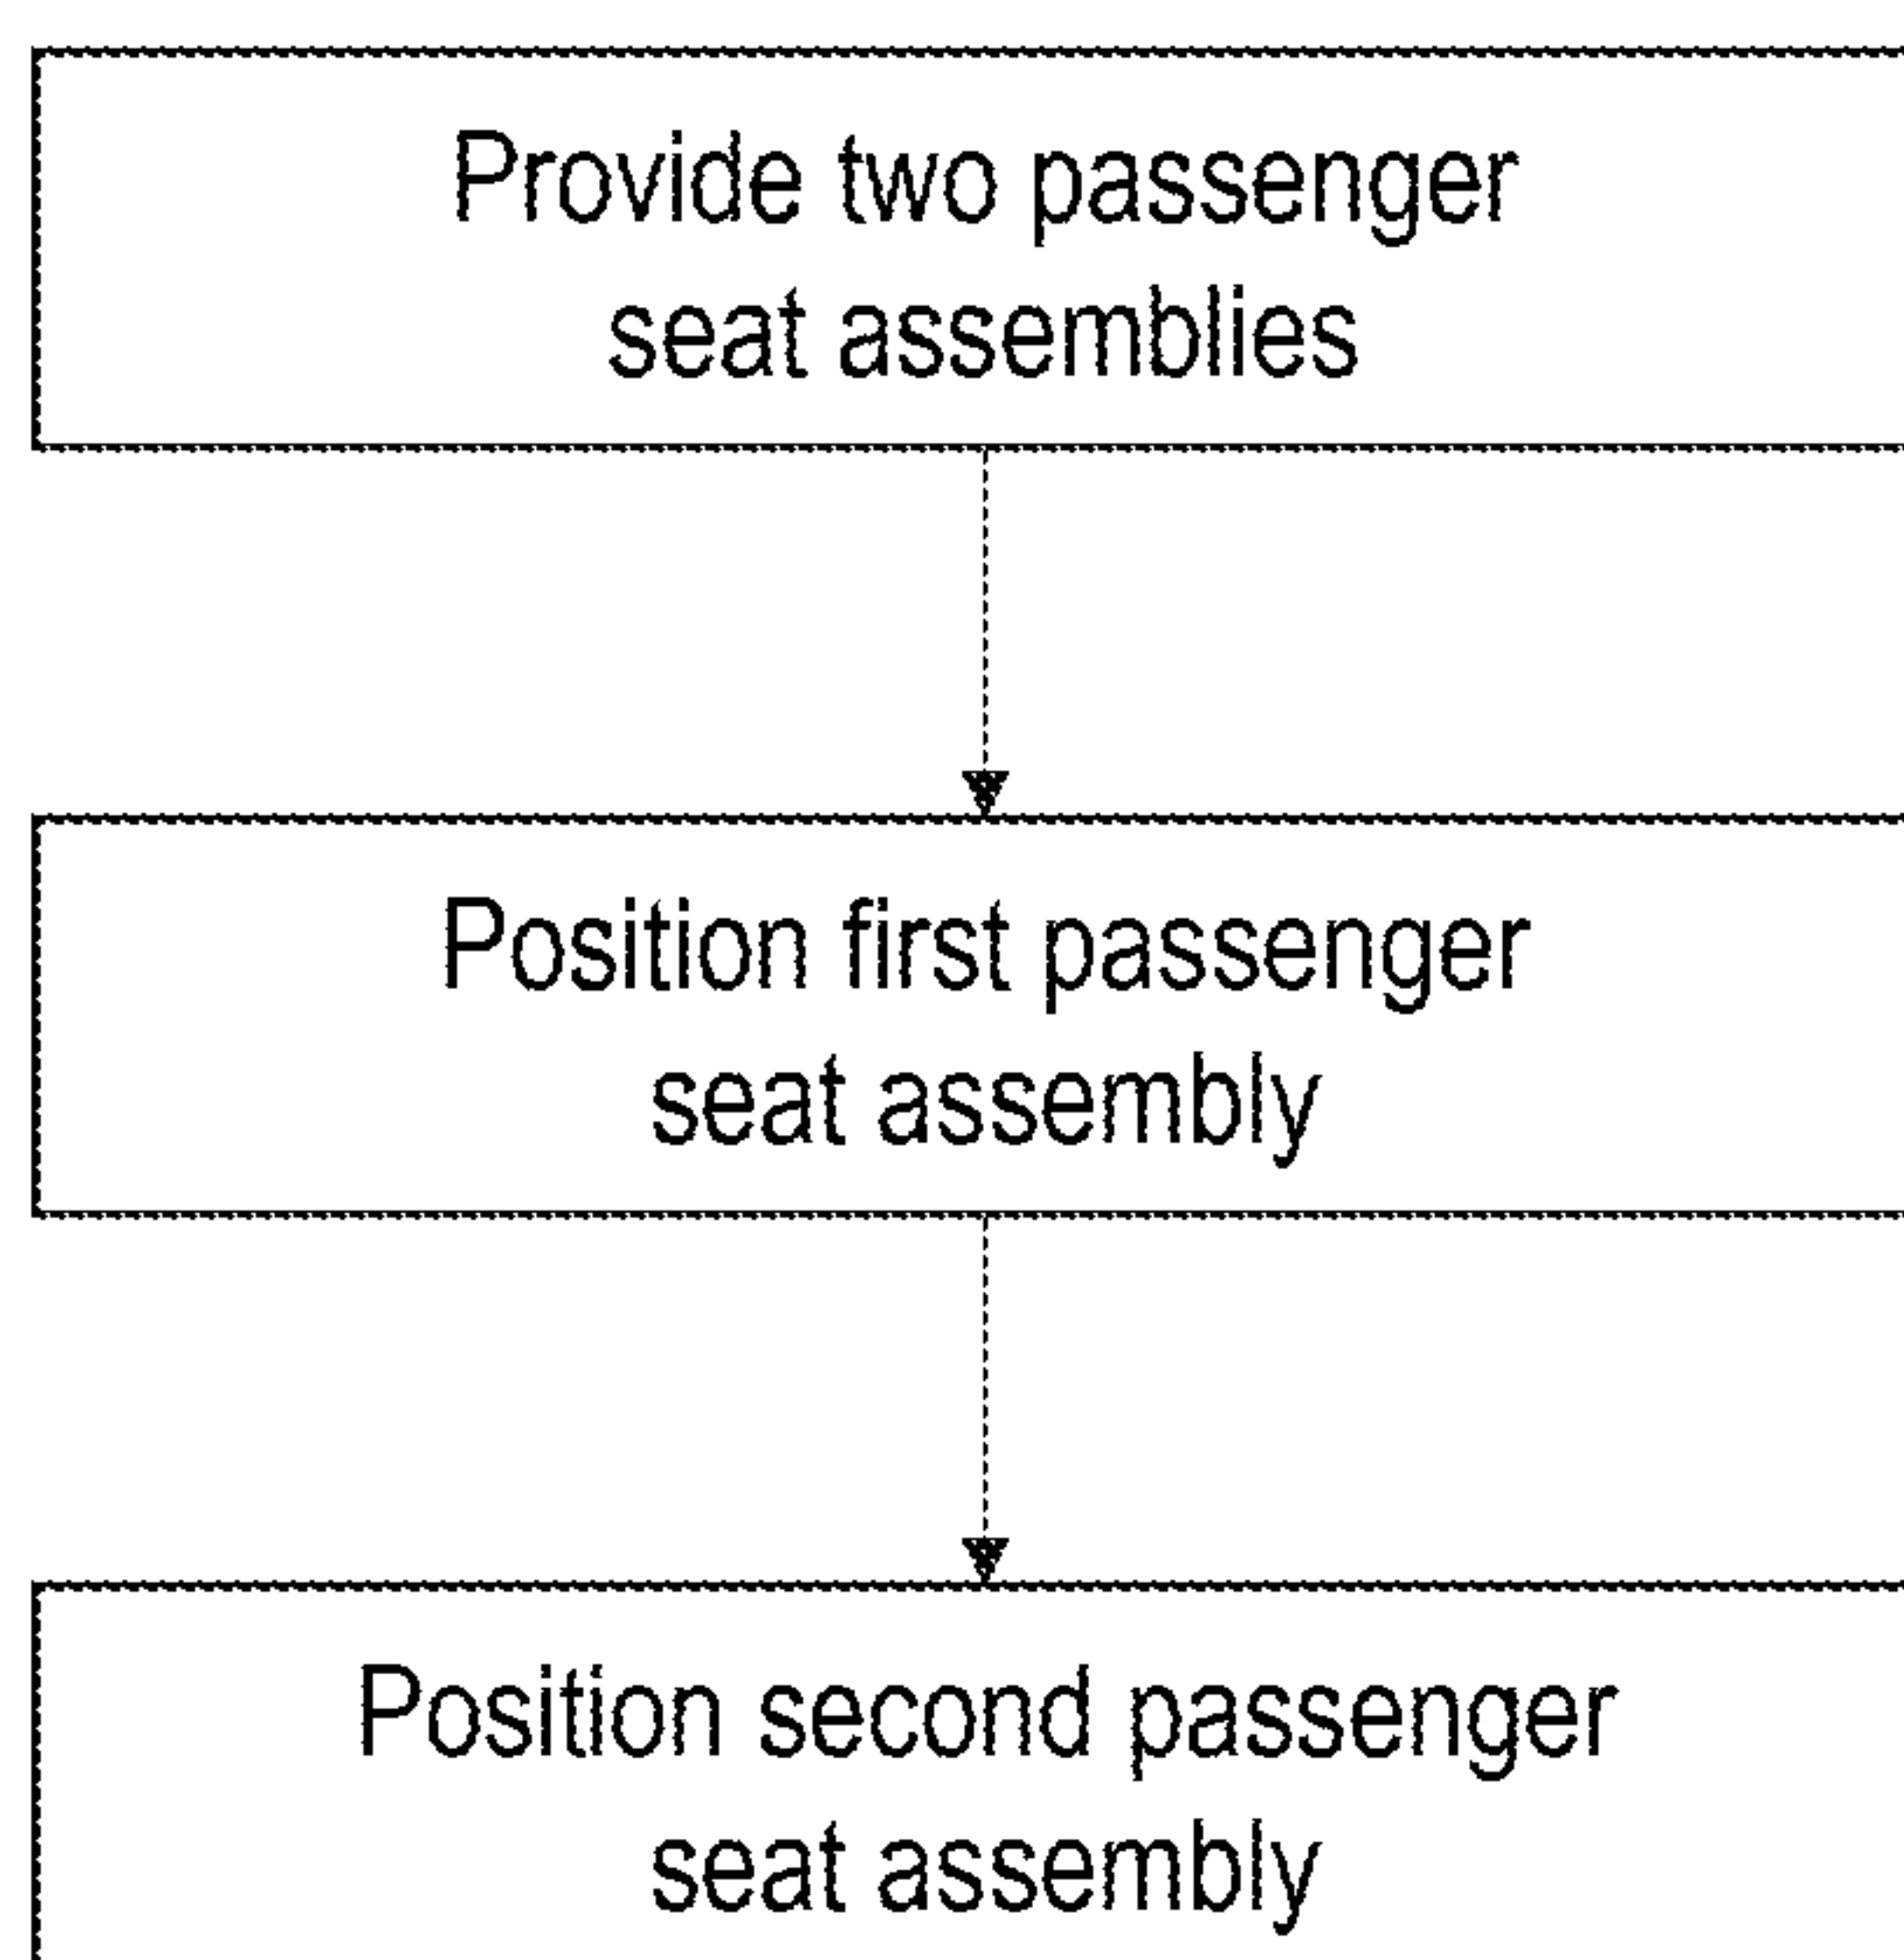 Provide two passenger
seat assemblies
Position first passenger
seat assembly
Position second passenger
seat assembly